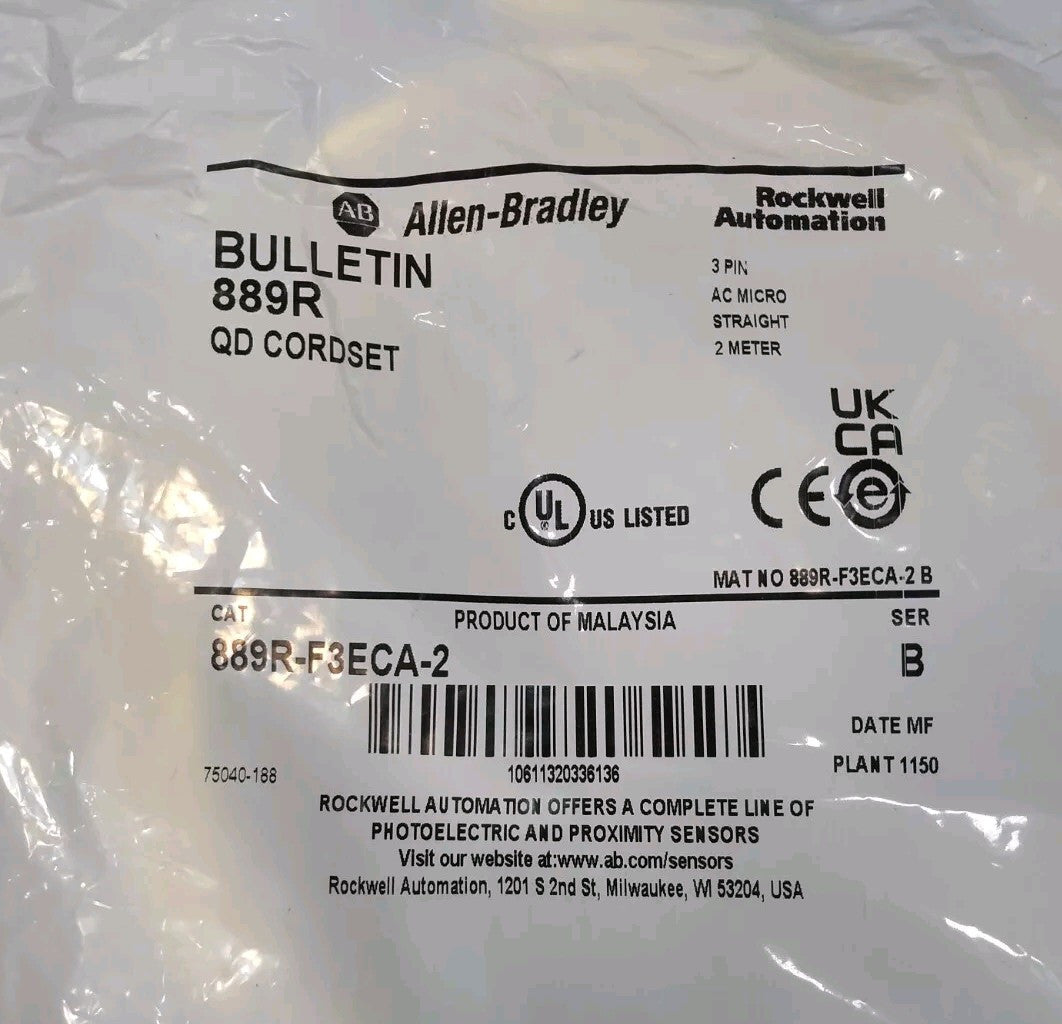 AB Allen-Bradley
Rockwell
Automation
BULLETIN
889R
QD CORDSET
3 PIN
AC MICRO
STRAIGHT
2 METER
UK
CA
C UL US LISTED
CE e
MAT NO 889R-F3ECA-2 B
CAT
PRODUCT OF MALAYSIA
SER
889R-F3ECA-2
B
DATE MF
PLANT 1150
75040-188
10611320336136
ROCKWELL AUTOMATION OFFERS A COMPLETE LINE OF
PHOTOELECTRIC AND PROXIMITY SENSORS
Visit our website at:www.ab.com/sensors
Rockwell Automation, 1201 S 2nd St, Milwaukee, WI 53204, USA